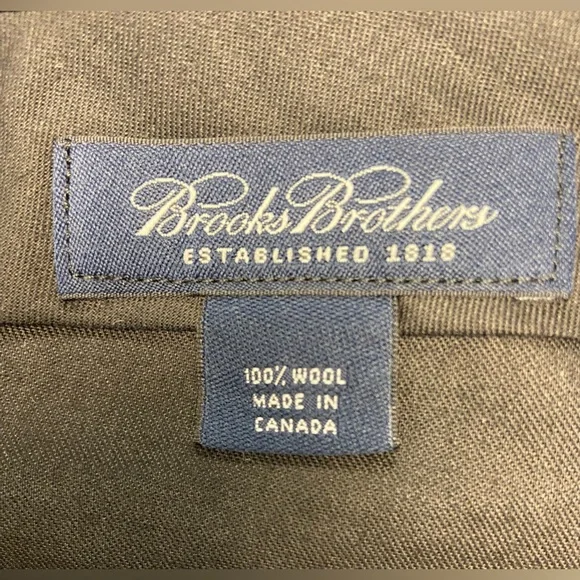 Brooks Brothers
ESTABLISHED 1818
100% WOOL
MADE IN
CANADA